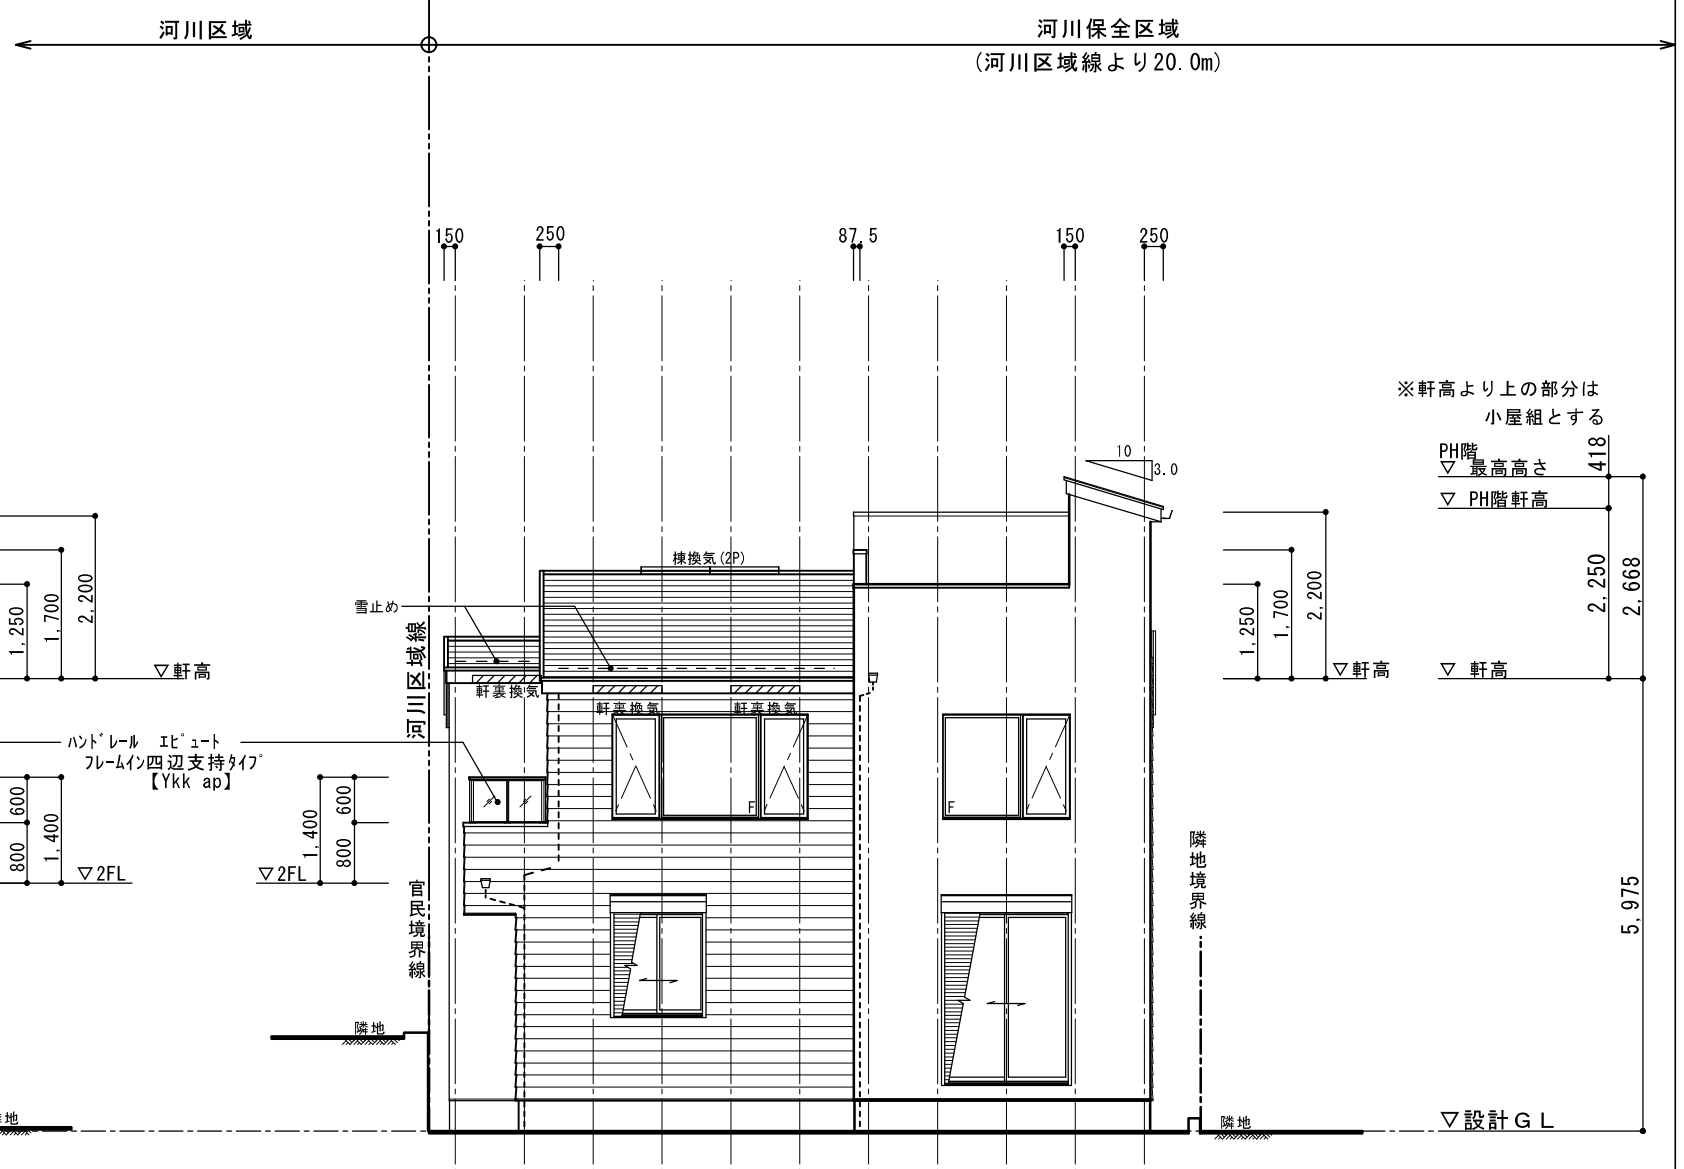 河川区域
河川保全区域
(河川区域線より20.0m)
150
250
87.5
150
250
※軒高より上の部分は
小屋組とする
10
3.0
418
PH階
▽ 最高高さ
▽ PH階軒高
棟換気(2P)
雪止め
河川区域線
1,250
1,700
2,200
▽軒高
軒裏換気
軒裏換気
軒裏換気
1,250
1,700
2,200
▽軒高
▽ 軒高
2,250
2,668
ﾊﾝﾄﾞﾚｰﾙ ｴﾋﾟｭｰﾄ
ﾌﾚｰﾑｲﾝ四辺支持ﾀｲﾌﾟ
【Ykk ap】
F
F
600
800
1,400
▽2FL
1,400
600
800
▽2FL
官民境界線
隣地境界線
5,975
隣地
隣地
▽設計ＧＬ